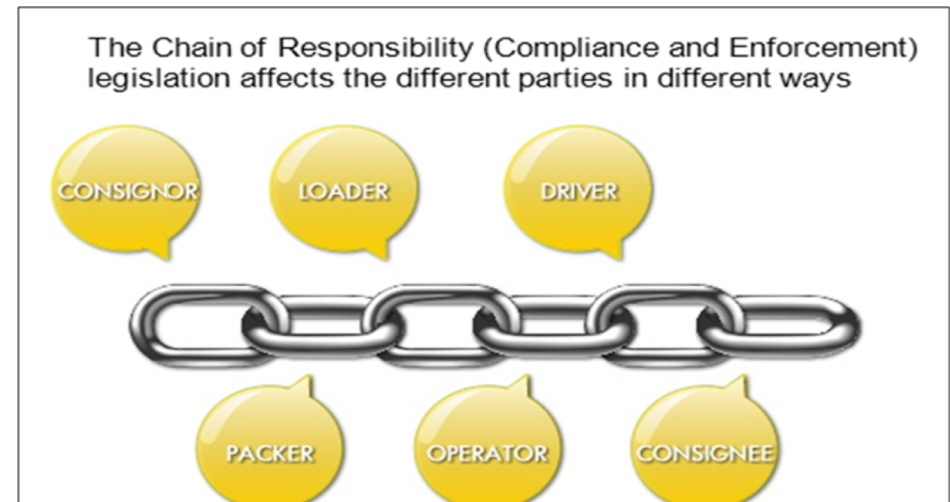 The Chain of Responsibility (Compliance and Enforcement)
legislation affects the different parties in different ways
CONSIGNOR
LOADER
DRIVER
PACKER
OPERATOR
CONSIGNEE